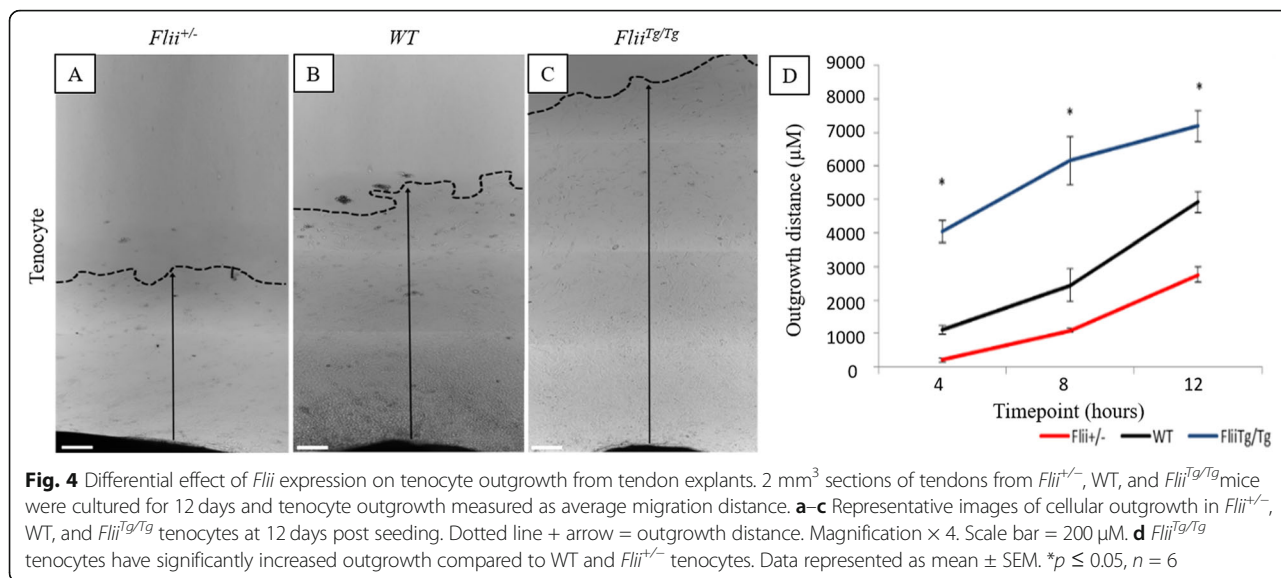 Flii+/-
WT
FliiTg/Tg
A
B
C
D
Tenocyte
Outgrowth distance (µM)
9000
8000
7000
6000
5000
4000
3000
2000
1000
0
*
*
*
4
8
12
Timepoint (hours)
Flii+/-
WT
FliiTg/Tg
Fig. 4 Differential effect of Flii expression on tenocyte outgrowth from tendon explants. 2 mm³ sections of tendons from Flii+/−, WT, and FliiTg/Tgmice
were cultured for 12 days and tenocyte outgrowth measured as average migration distance. a–c Representative images of cellular outgrowth in Flii+/−,
WT, and FliiTg/Tg tenocytes at 12 days post seeding. Dotted line + arrow = outgrowth distance. Magnification × 4. Scale bar = 200 µM. d FliiTg/Tg
tenocytes have significantly increased outgrowth compared to WT and Flii+/− tenocytes. Data represented as mean ± SEM. *p ≤ 0.05, n = 6